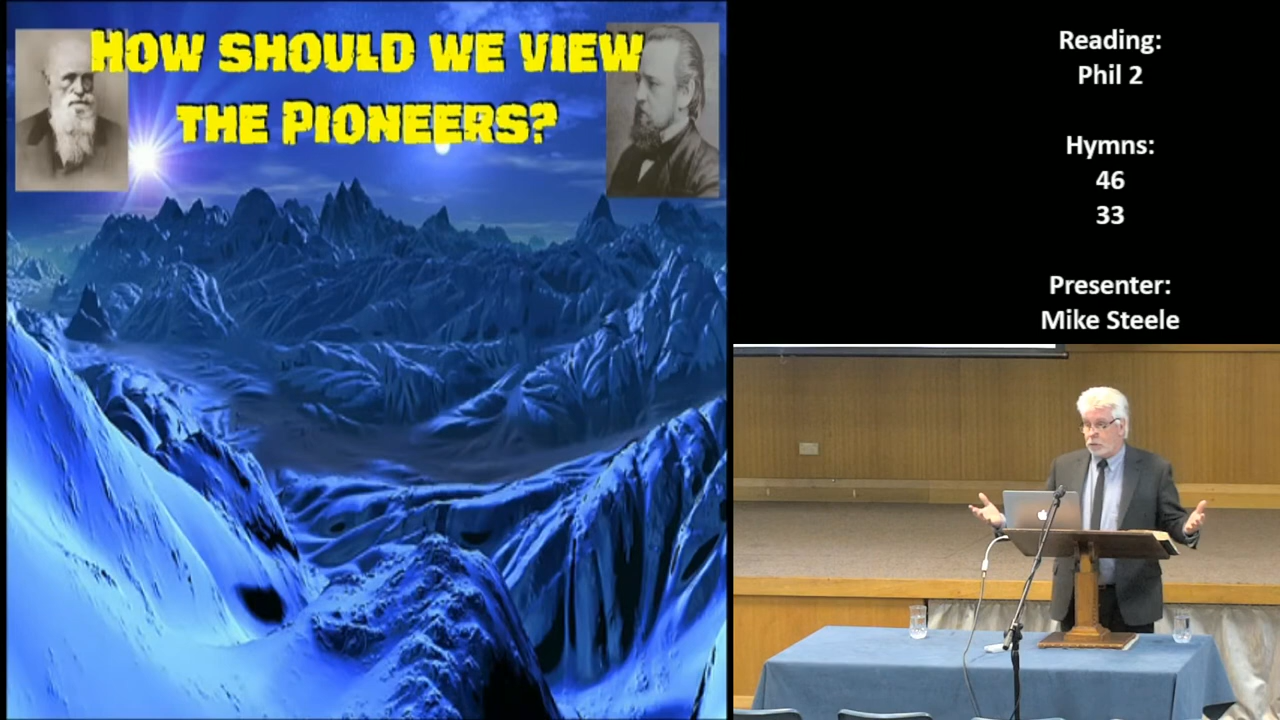 How should we view
the Pioneers?
Reading:
Phil 2
Hymns:
46
33
Presenter:
Mike Steele